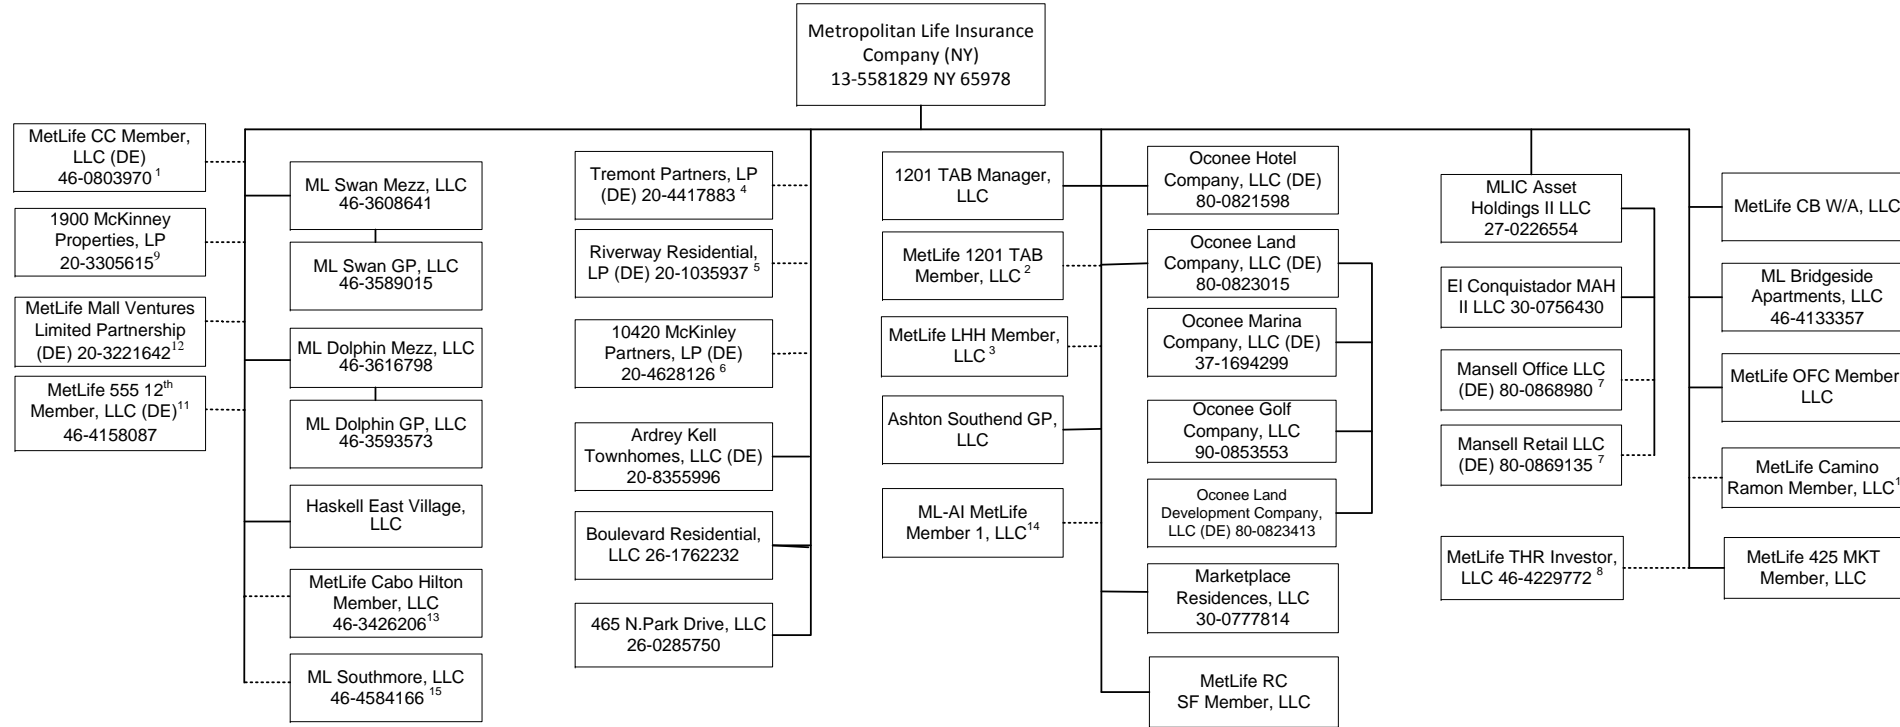 Metropolitan Life Insurance
Company (NY)
13-5581829 NY 65978
MetLife CC Member,
LLC (DE)
46-0803970 1
1900 McKinney
Properties, LP
20-33056159
MetLife Mall Ventures
Limited Partnership
(DE) 20-322164212
MetLife 555 12th
Member, LLC (DE)11
46-4158087
ML Swan Mezz, LLC
46-3608641
ML Swan GP, LLC
46-3589015
ML Dolphin Mezz, LLC
46-3616798
ML Dolphin GP, LLC
46-3593573
Haskell East Village,
LLC
MetLife Cabo Hilton
Member, LLC
46-342620613
ML Southmore, LLC
46-4584166 15
Tremont Partners, LP
(DE) 20-4417883 4
Riverway Residential,
LP (DE) 20-1035937 5
10420 McKinley
Partners, LP (DE)
20-4628126 6
Ardrey Kell
Townhomes, LLC (DE)
20-8355996
Boulevard Residential,
LLC 26-1762232
465 N.Park Drive, LLC
26-0285750
1201 TAB Manager,
LLC
MetLife 1201 TAB
Member, LLC 2
MetLife LHH Member,
LLC 3
Ashton Southend GP,
LLC
ML-AI MetLife
Member 1, LLC14
Oconee Hotel
Company, LLC (DE)
80-0821598
Oconee Land
Company, LLC (DE)
80-0823015
Oconee Marina
Company, LLC (DE)
37-1694299
Oconee Golf
Company, LLC
90-0853553
Oconee Land
Development Company,
LLC (DE) 80-0823413
Marketplace
Residences, LLC
30-0777814
MetLife RC
SF Member, LLC
MLIC Asset
Holdings II LLC
27-0226554
El Conquistador MAH
II LLC 30-0756430
Mansell Office LLC
(DE) 80-0868980 7
Mansell Retail LLC
(DE) 80-0869135 7
MetLife THR Investor,
LLC 46-4229772 8
MetLife CB W/A, LLC
ML Bridgeside
Apartments, LLC
46-4133357
MetLife OFC Member
LLC
MetLife Camino
Ramon Member, LLC1
MetLife 425 MKT
Member, LLC